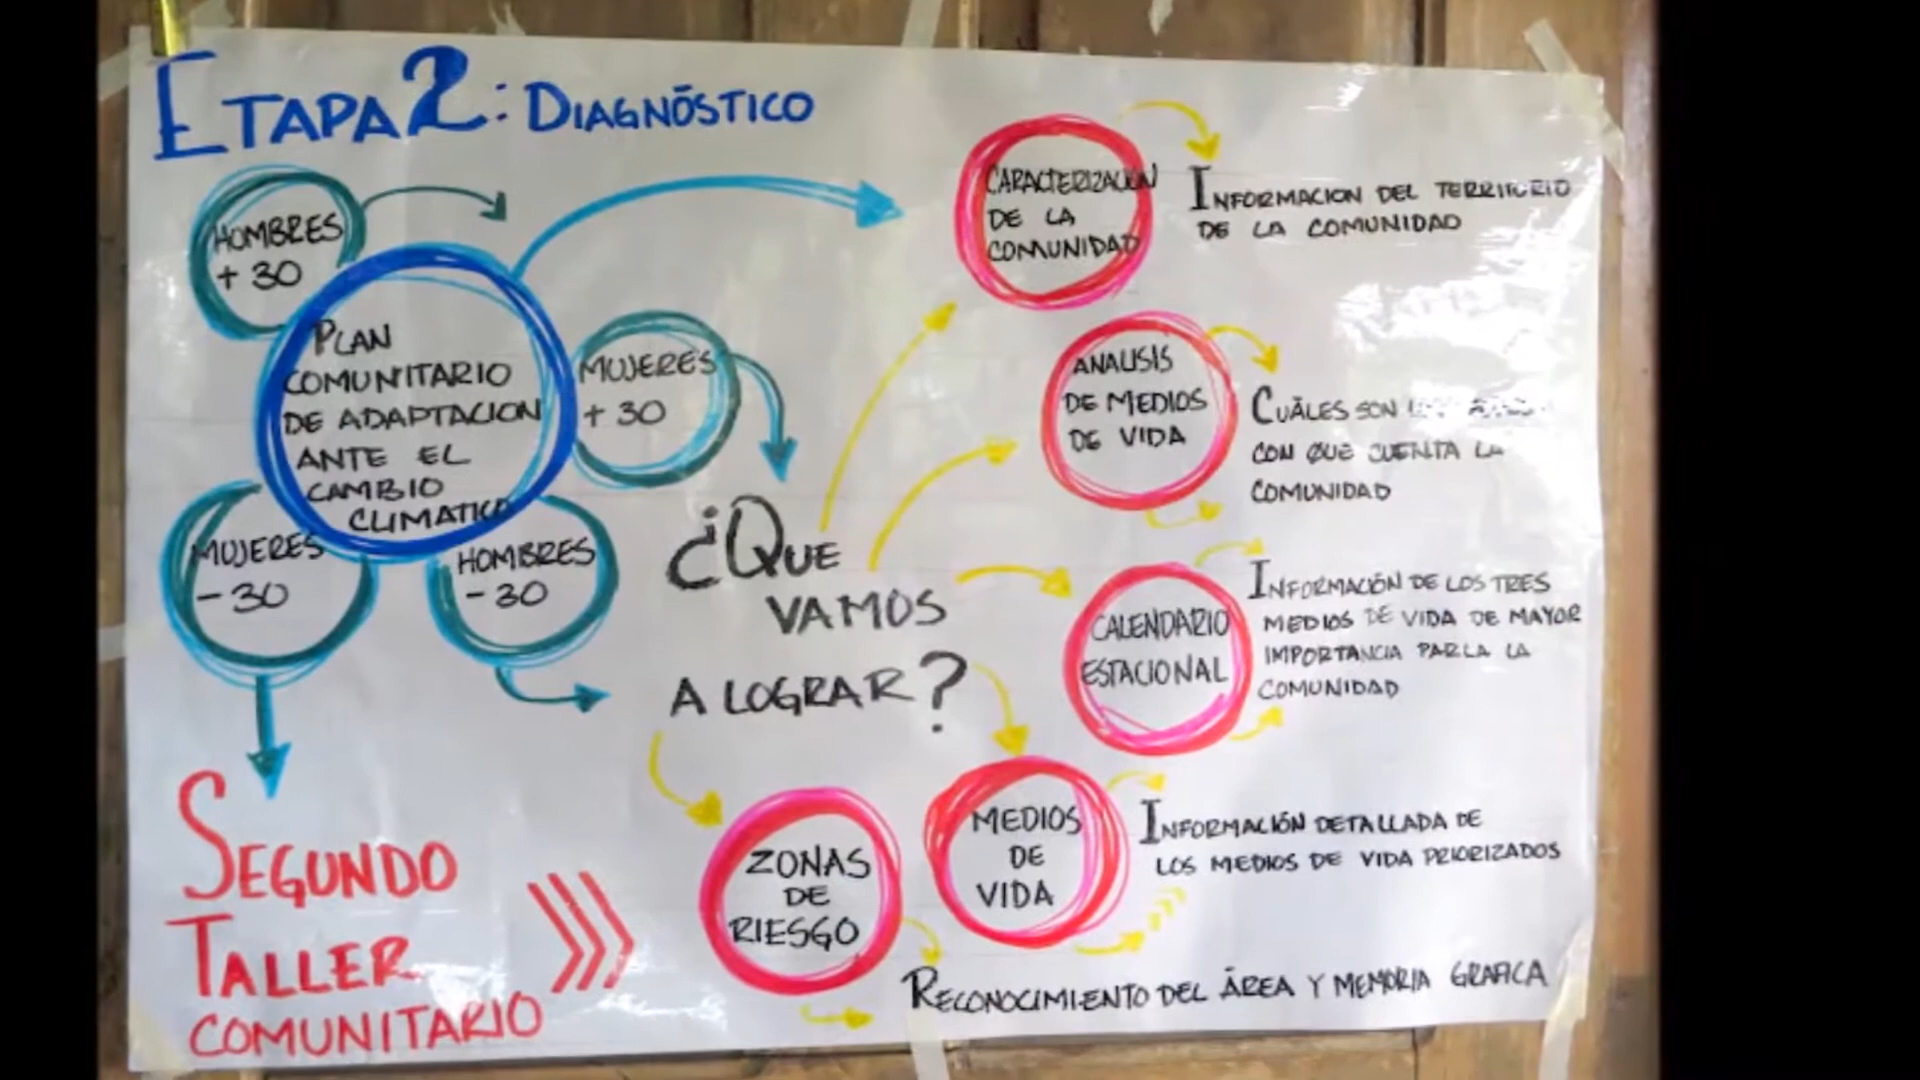 ETAPA 2: DIAGNÓSTICO
HOMBRES
+ 30
PLAN
COMUNITARIO
DE ADAPTACION
ANTE EL
CAMBIO
CLIMATICO
MUJERES
+ 30
MUJERES
- 30
HOMBRES
- 30
SEGUNDO
TALLER
COMUNITARIO
¿QUE
VAMOS
A LOGRAR?
CARACTERIZACION
DE LA
COMUNIDAD
INFORMACION DEL TERRITORIO
DE LA COMUNIDAD
ANALISIS
DE MEDIOS
DE VIDA
CUÁLES SON
CON QUE CUENTA LA
COMUNIDAD
CALENDARIO
ESTACIONAL
INFORMACIÓN DE LOS TRES
MEDIOS DE VIDA DE MAYOR
IMPORTANCIA PARLA LA
COMUNIDAD
MEDIOS
DE
VIDA
INFORMACIÓN DETALLADA DE
LOS MEDIOS DE VIDA PRIORIZADOS
ZONAS
DE
RIESGO
RECONOCIMIENTO DEL ÁREA Y MEMORIA GRAFICA